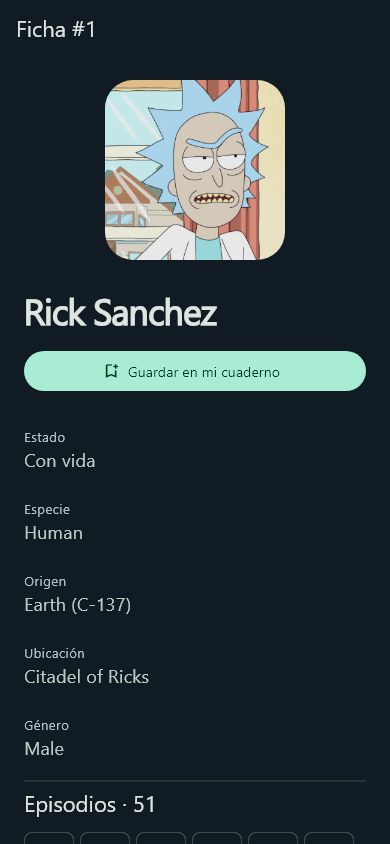 Ficha #1
Rick Sanchez
Guardar en mi cuaderno
Estado
Con vida
Especie
Human
Origen
Earth (C-137)
Ubicación
Citadel of Ricks
Género
Male
Episodios · 51